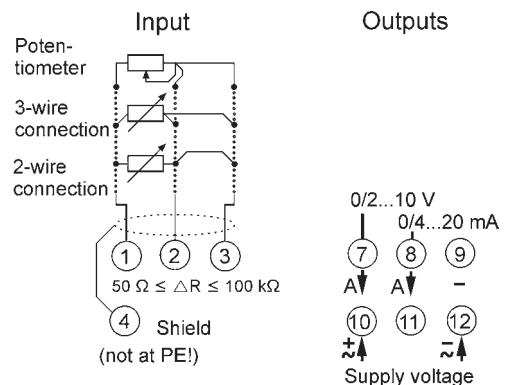 Input
Outputs
Poten-
tiometer
3-wire
connection
2-wire
connection
0/2...10 V
0/4...20 mA
1 2 3
7 8 9
50 Ω ≤ △R ≤ 100 kΩ
A A –
4 Shield
10 11 12
(not at PE!)
+ ~ – ~
Supply voltage